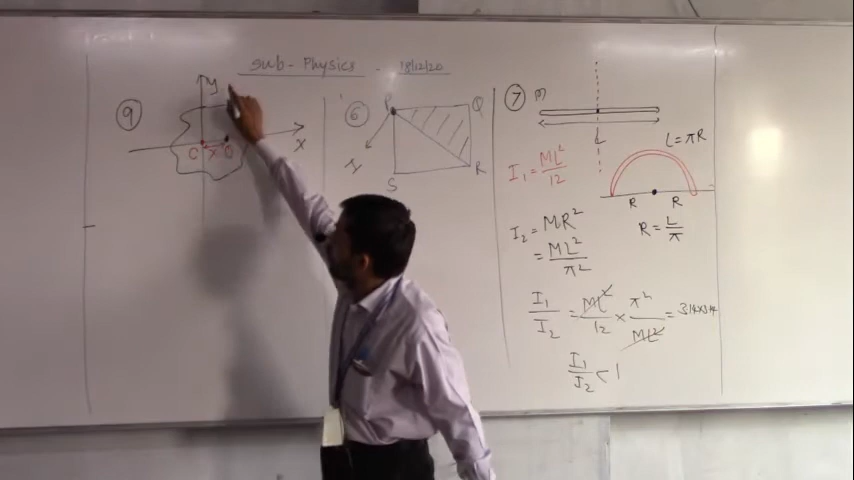 Sub - Physics - 18/12/20
9
y
x
C x O
6
P Q
S R
7
m
L
I₁ = ML²/12
L = πR
R R
R = L/π
I₂ = MR²
= ML²/π²
I₁/I₂ = ML²/12 × π²/ML² = 3.14×3.14
I₁/I₂ < 1